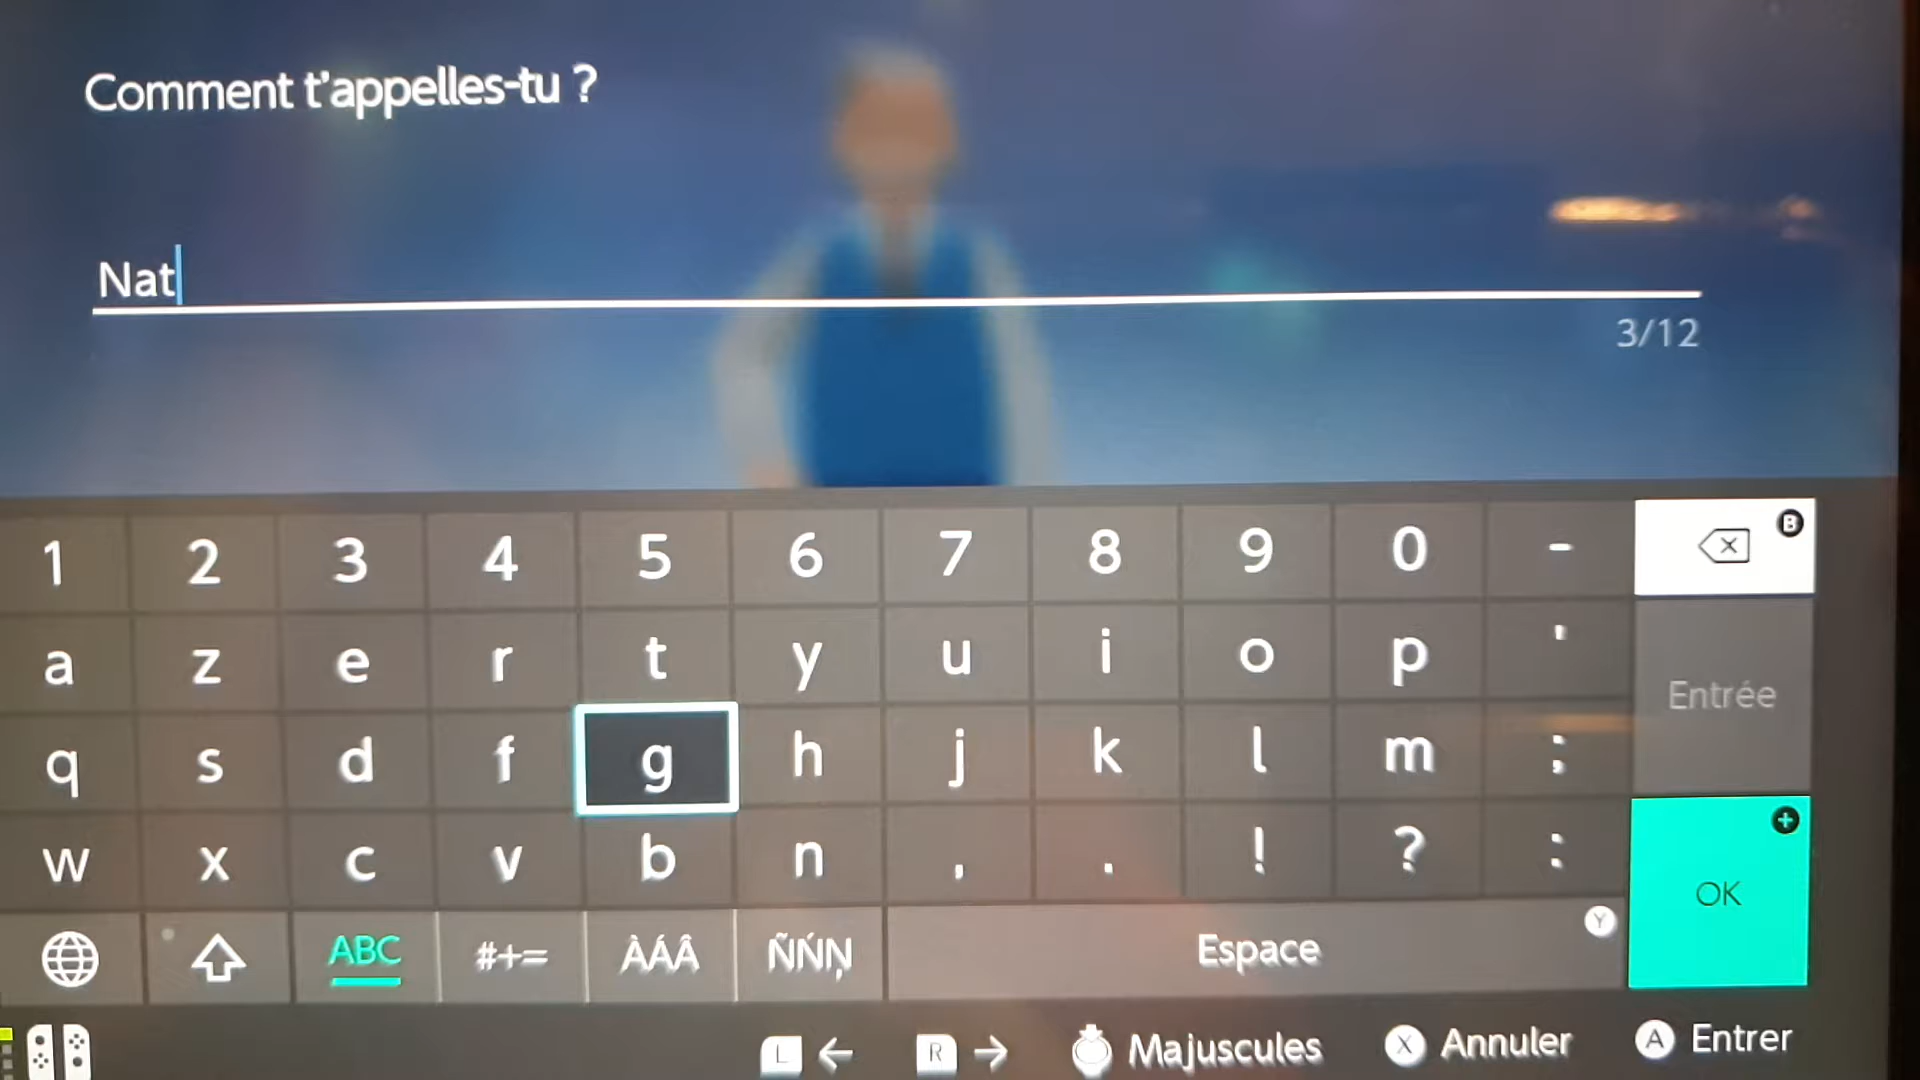 Comment t'appelles-tu ?
Nat
3/12
1 2 3 4 5 6 7 8 9 0 - B
a z e r t y u i o p '
Entrée
q s d f g h j k l m ;
w x c v b n , . ! ? :
OK
ABC #+= ÀÁÂ ÑŃŅ Espace Y
L ← R → Majuscules X Annuler A Entrer